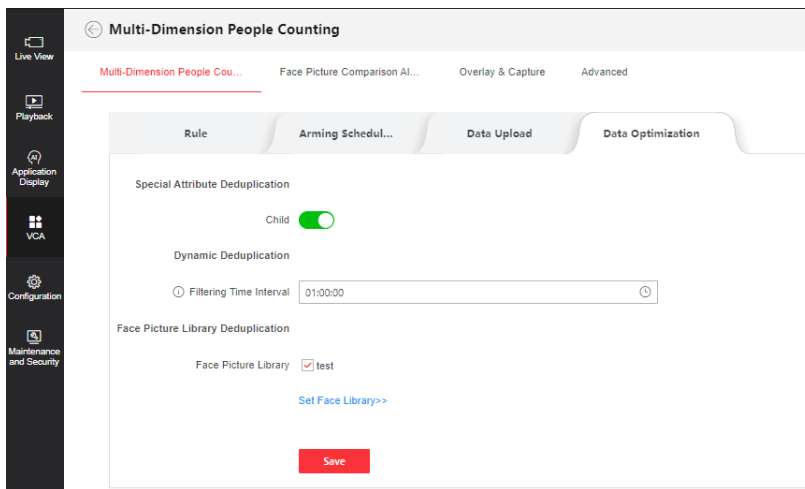 Multi-Dimension People Counting
Live View
Playback
AI
Application
Display
VCA
Configuration
Maintenance
and Security
Multi-Dimension People Cou...
Face Picture Comparison Al...
Overlay & Capture
Advanced
Rule
Arming Schedul...
Data Upload
Data Optimization
Special Attribute Deduplication
Child
Dynamic Deduplication
Filtering Time Interval
01:00:00
Face Picture Library Deduplication
Face Picture Library
test
Set Face Library>>
Save